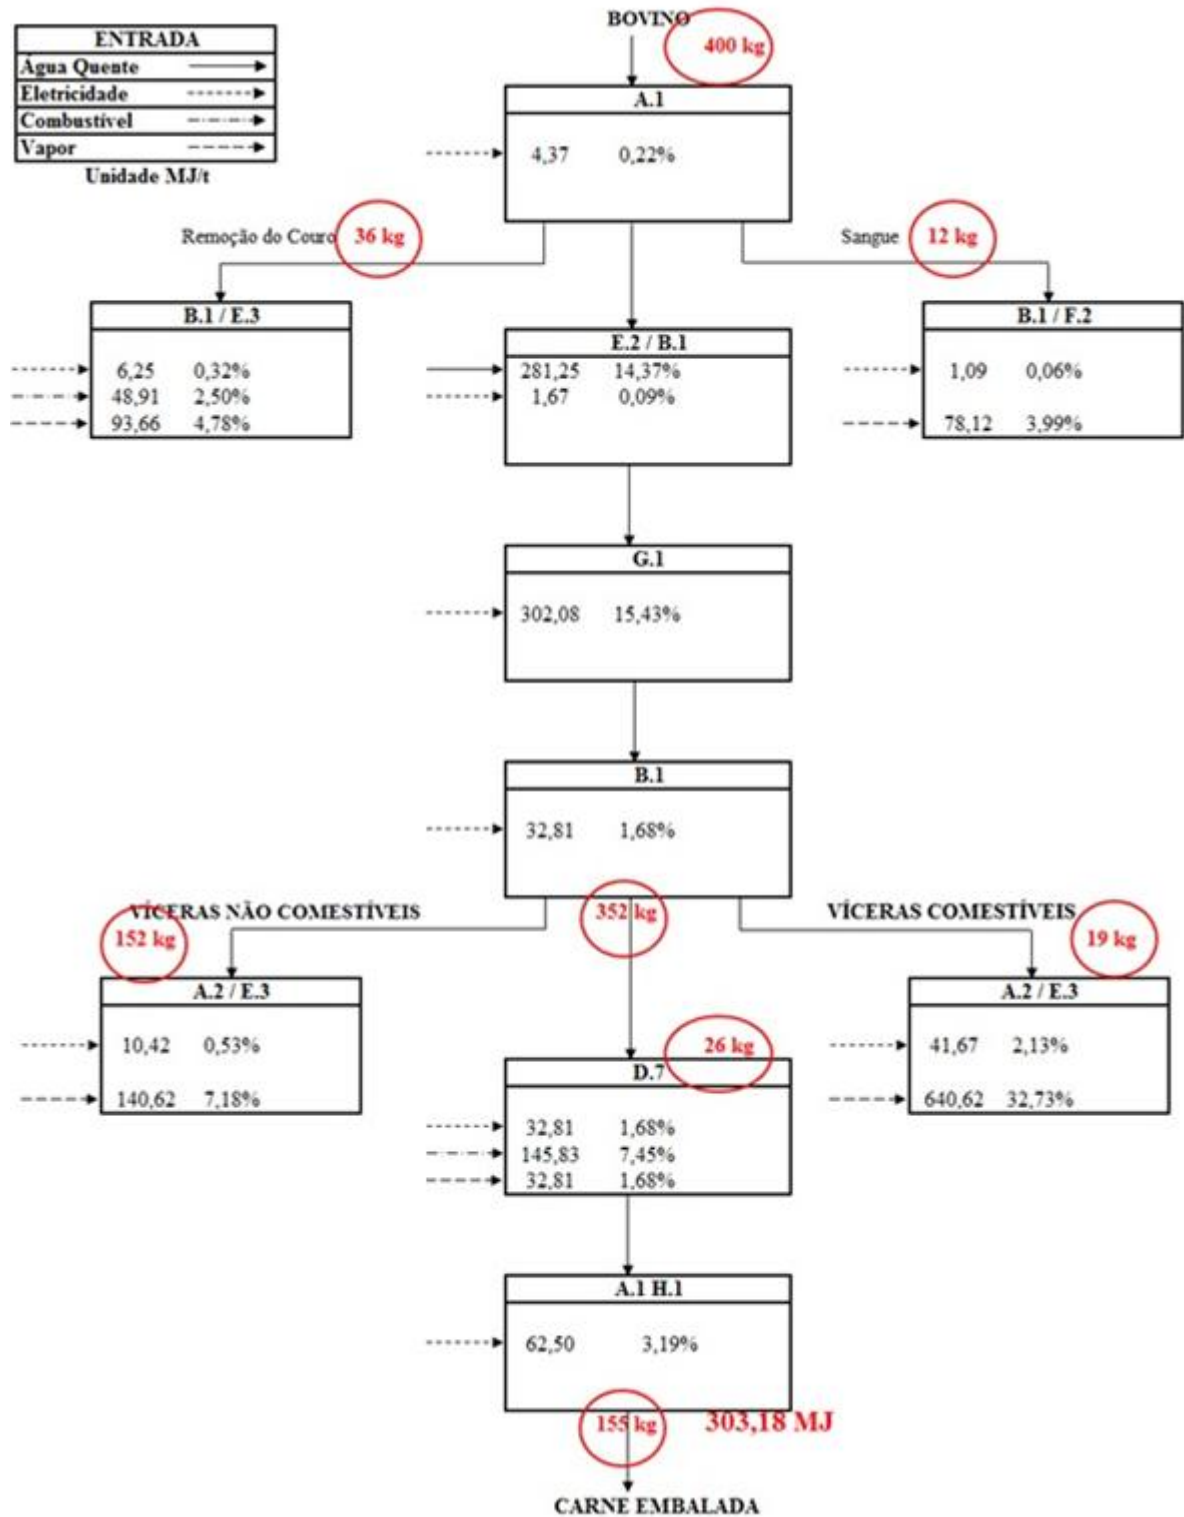 BOVINO
400 kg
ENTRADA
Água Quente
Eletricidade
Combustível
Vapor
Unidade MJ/t
A.1
4,37 0,22%
Remoção do Couro 36 kg
Sangue 12 kg
B.1 / E.3
6,25 0,32%
48,91 2,50%
93,66 4,78%
E.2 / B.1
281,25 14,37%
1,67 0,09%
B.1 / F.2
1,09 0,06%
78,12 3,99%
G.1
302,08 15,43%
B.1
32,81 1,68%
VÍCERAS NÃO COMESTÍVEIS
152 kg
352 kg
VÍCERAS COMESTÍVEIS
19 kg
A.2 / E.3
10,42 0,53%
140,62 7,18%
26 kg
D.7
32,81 1,68%
145,83 7,45%
32,81 1,68%
A.2 / E.3
41,67 2,13%
640,62 32,73%
A.1 H.1
62,50 3,19%
155 kg 303,18 MJ
CARNE EMBALADA